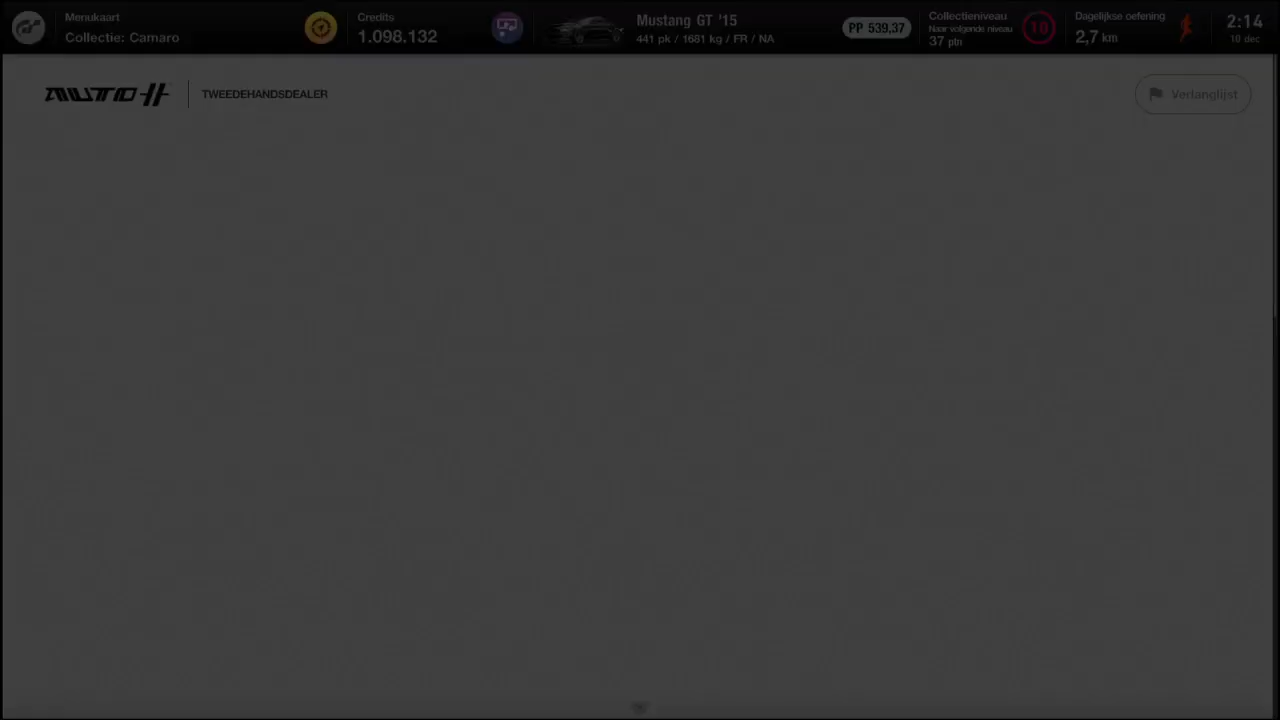 Menukaart
Collectie: Camaro
Credits
1.098.132
Mustang GT '15
441 pk / 1681 kg / FR / NA
PP 539,37
Collectieniveau
Naar volgende niveau
37 ptn
10
Dagelijkse oefening
2,7 km
2:14
10 dec
AUTO
TWEEDEHANDSDEALER
Verlanglijst